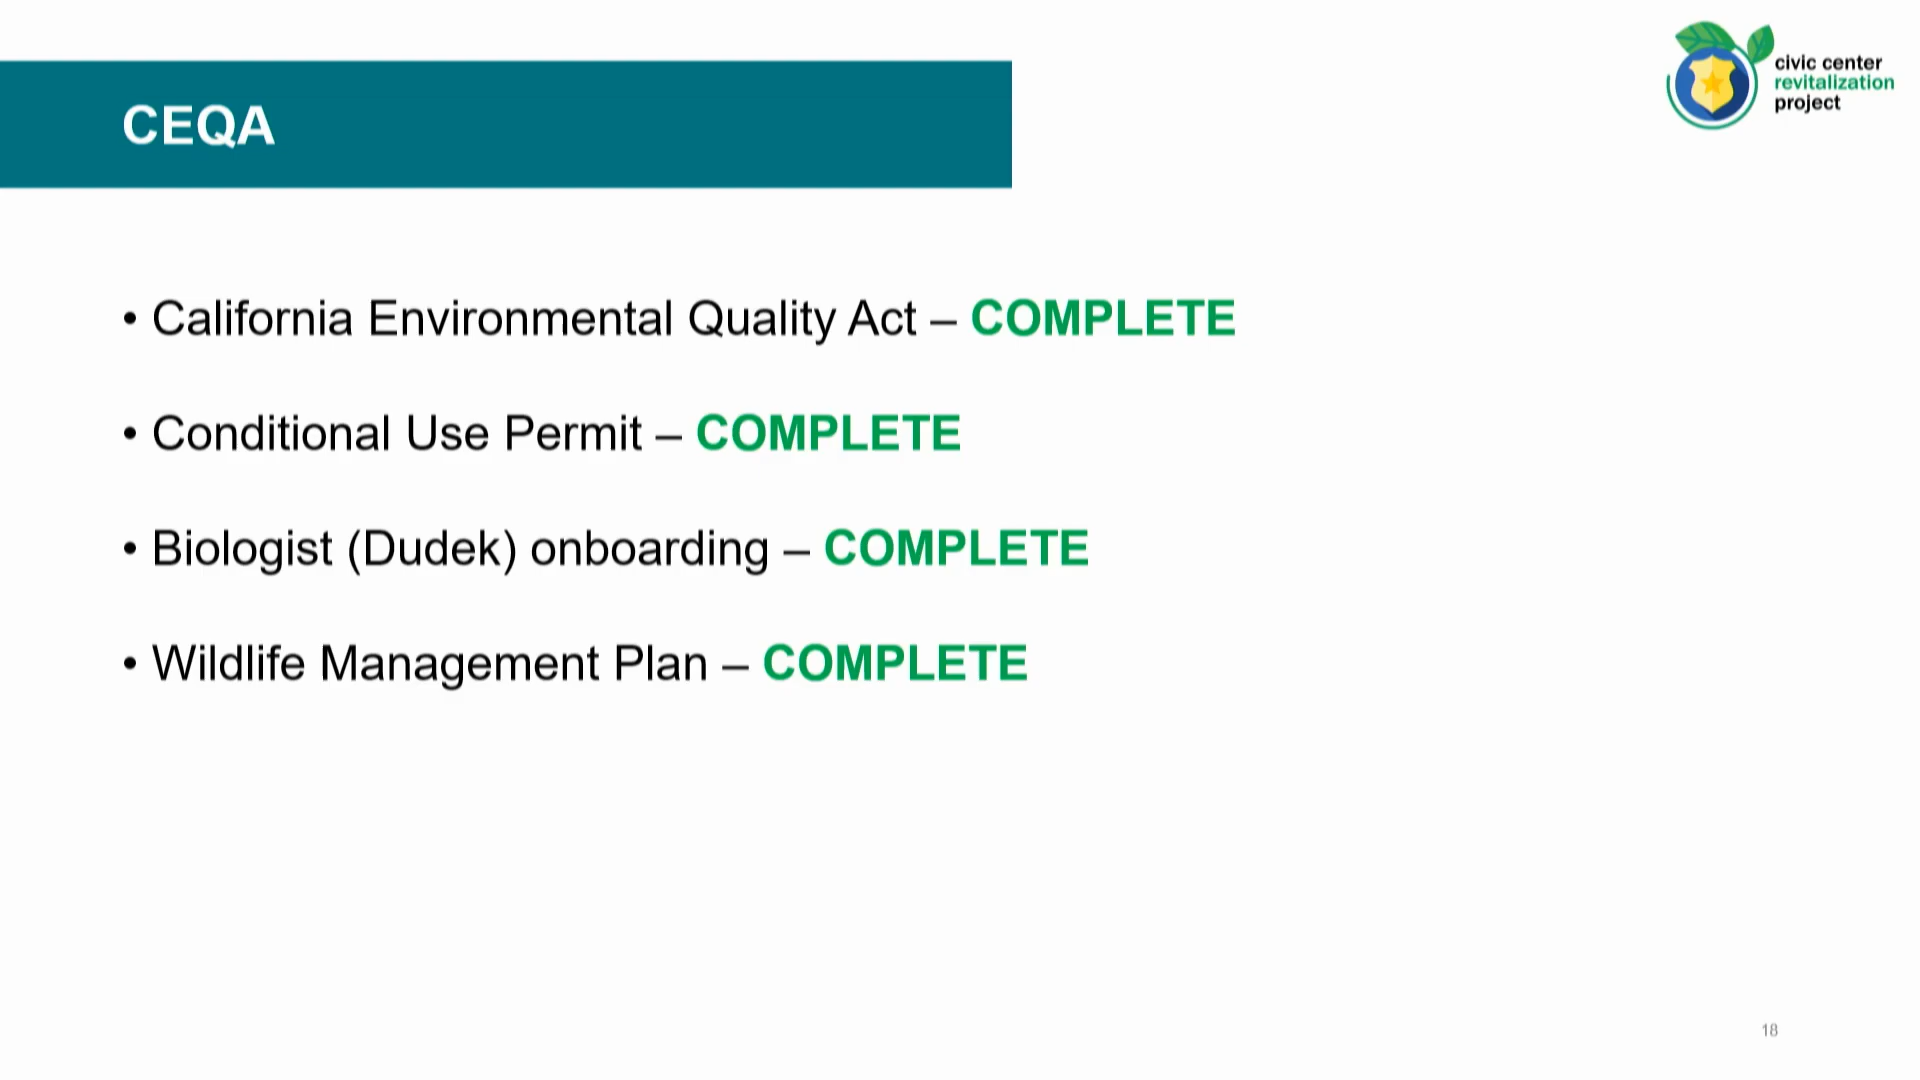 civic center
revitalization
project
CEQA
• California Environmental Quality Act – COMPLETE
• Conditional Use Permit – COMPLETE
• Biologist (Dudek) onboarding – COMPLETE
• Wildlife Management Plan – COMPLETE
18